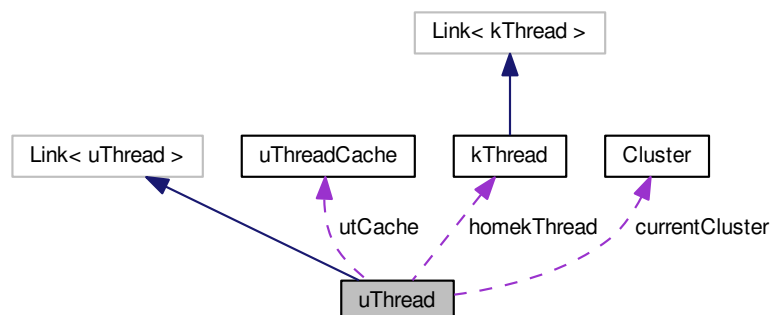 Link< kThread >
Link< uThread >
uThreadCache
kThread
Cluster
utCache
homekThread
currentCluster
uThread